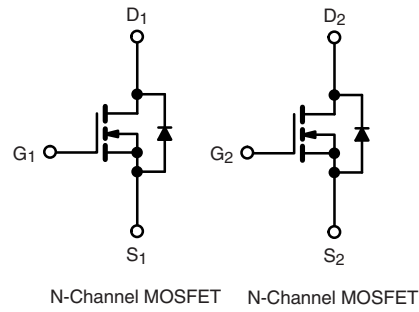 D1 D2
G1 G2
S1 S2
N-Channel MOSFET N-Channel MOSFET